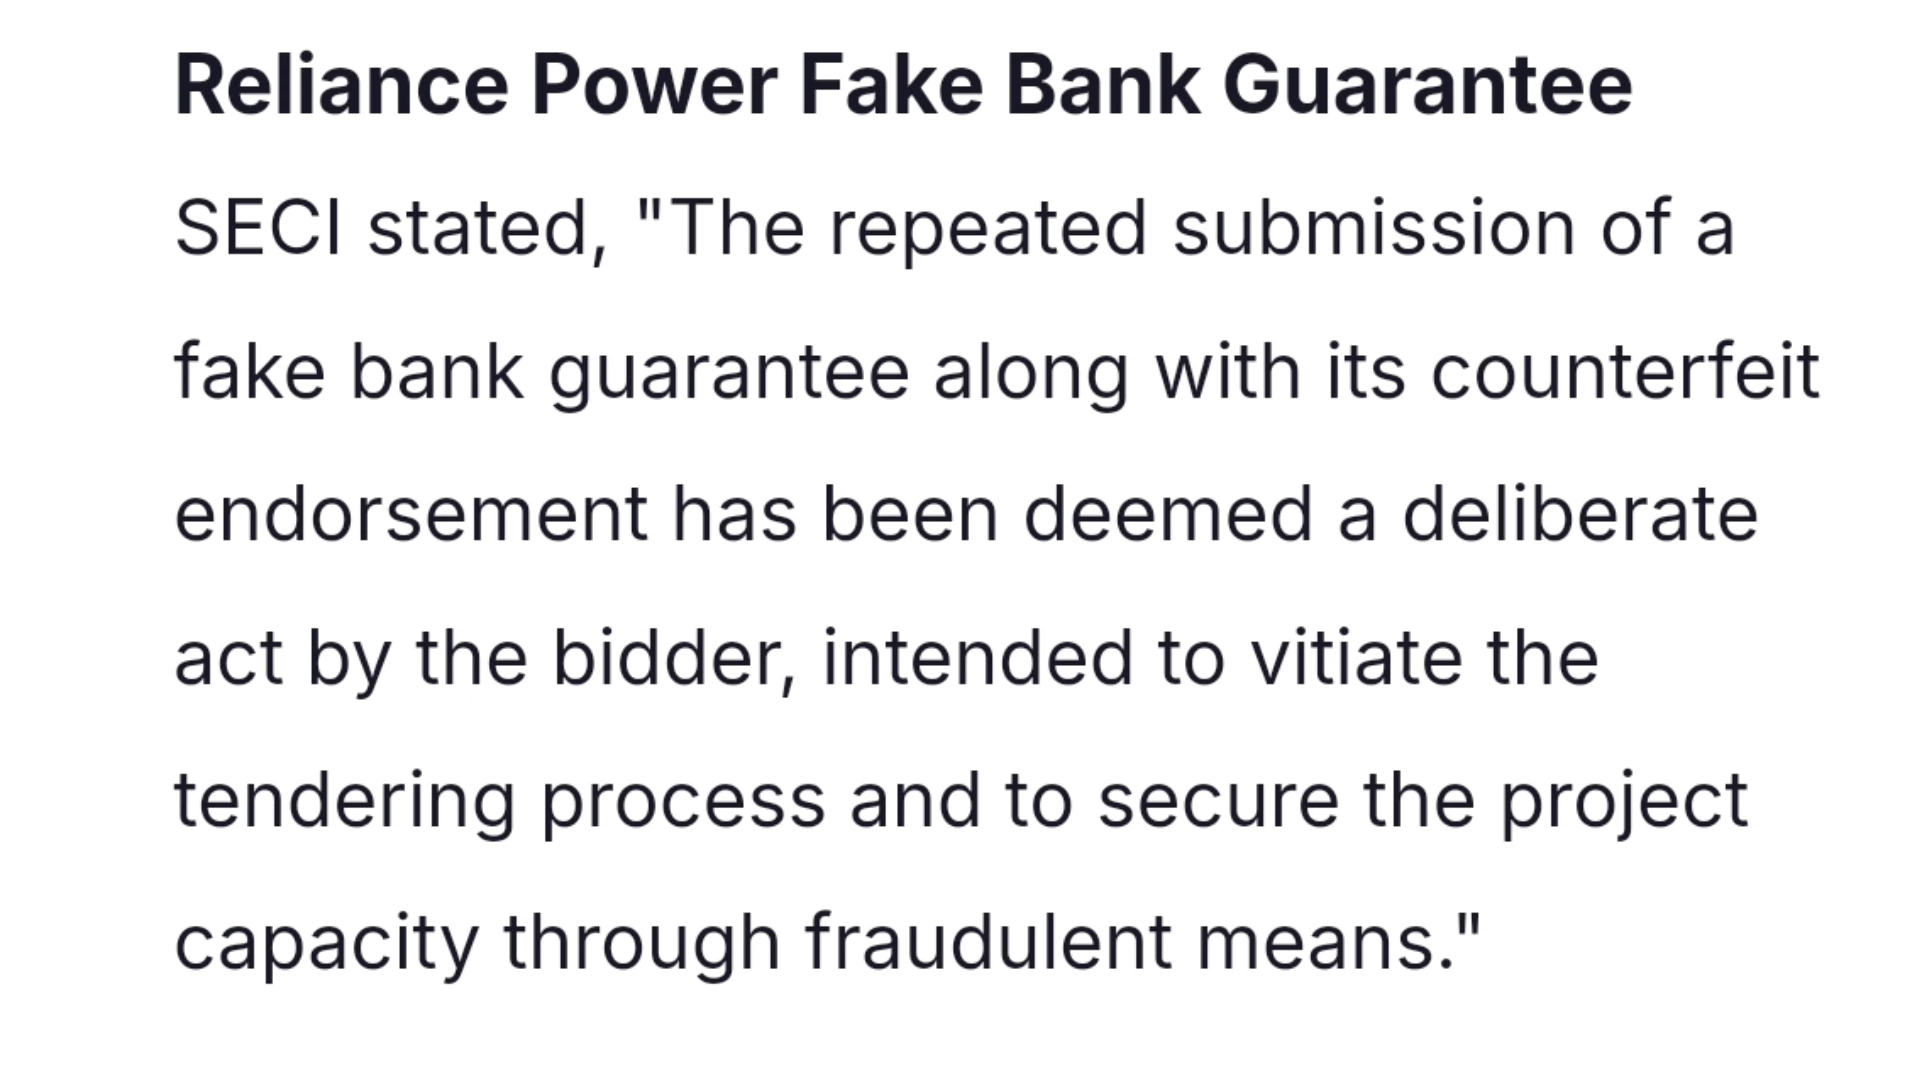 Reliance Power Fake Bank Guarantee
SECI stated, "The repeated submission of a
fake bank guarantee along with its counterfeit
endorsement has been deemed a deliberate
act by the bidder, intended to vitiate the
tendering process and to secure the project
capacity through fraudulent means."